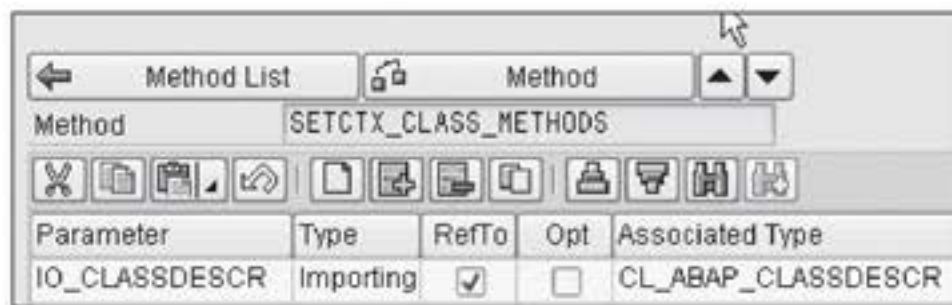 Method List Method
Method SETCTX_CLASS_METHODS
Parameter Type RefTo Opt Associated Type
IO_CLASSDESCR Importing CL_ABAP_CLASSDESCR